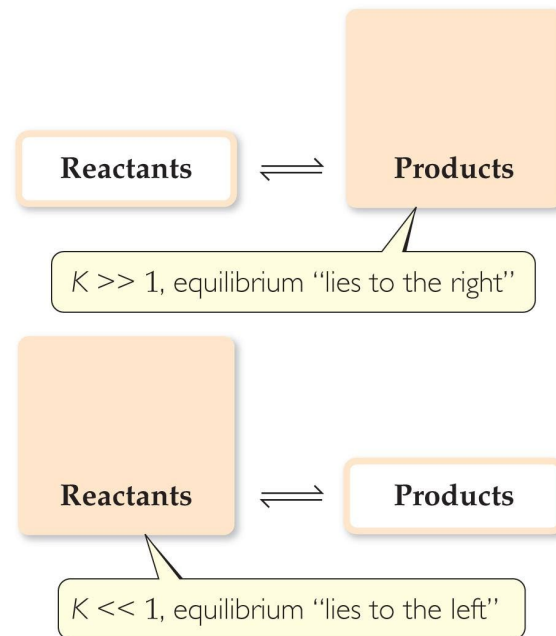 Reactants ⇌ Products
K >> 1, equilibrium “lies to the right”
Reactants ⇌ Products
K << 1, equilibrium “lies to the left”